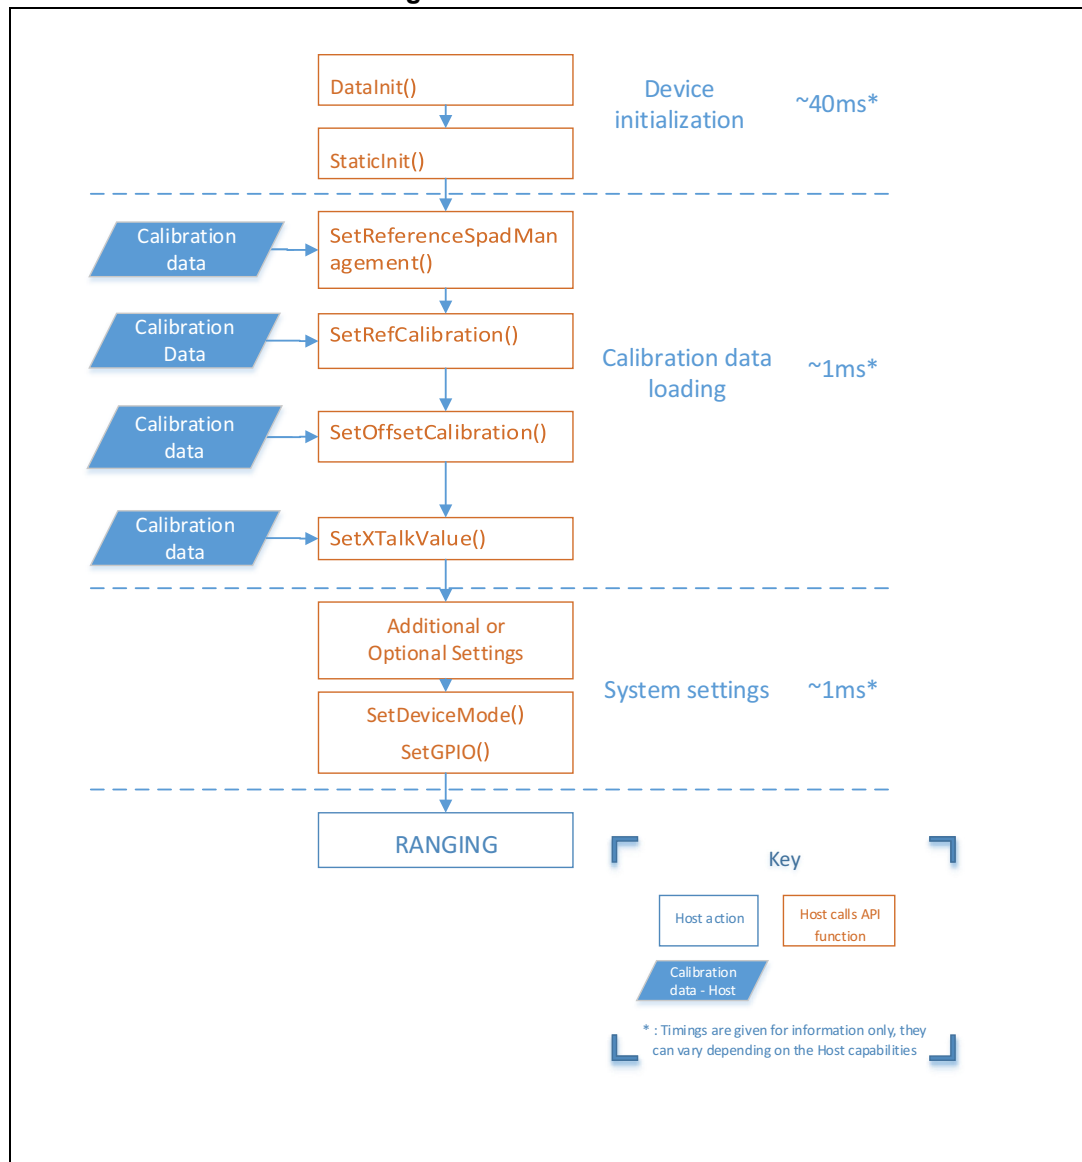 DataInit()
Device
initialization
~40ms*
StaticInit()
Calibration
data
SetReferenceSpadMan
agement()
Calibration
Data
SetRefCalibration()
Calibration data
loading
~1ms*
Calibration
data
SetOffsetCalibration()
Calibration
data
SetXTalkValue()
Additional or
Optional Settings
System settings
~1ms*
SetDeviceMode()
SetGPIO()
RANGING
Key
Host action
Host calls API
function
Calibration
data - Host
* : Timings are given for information only, they
can vary depending on the Host capabilities